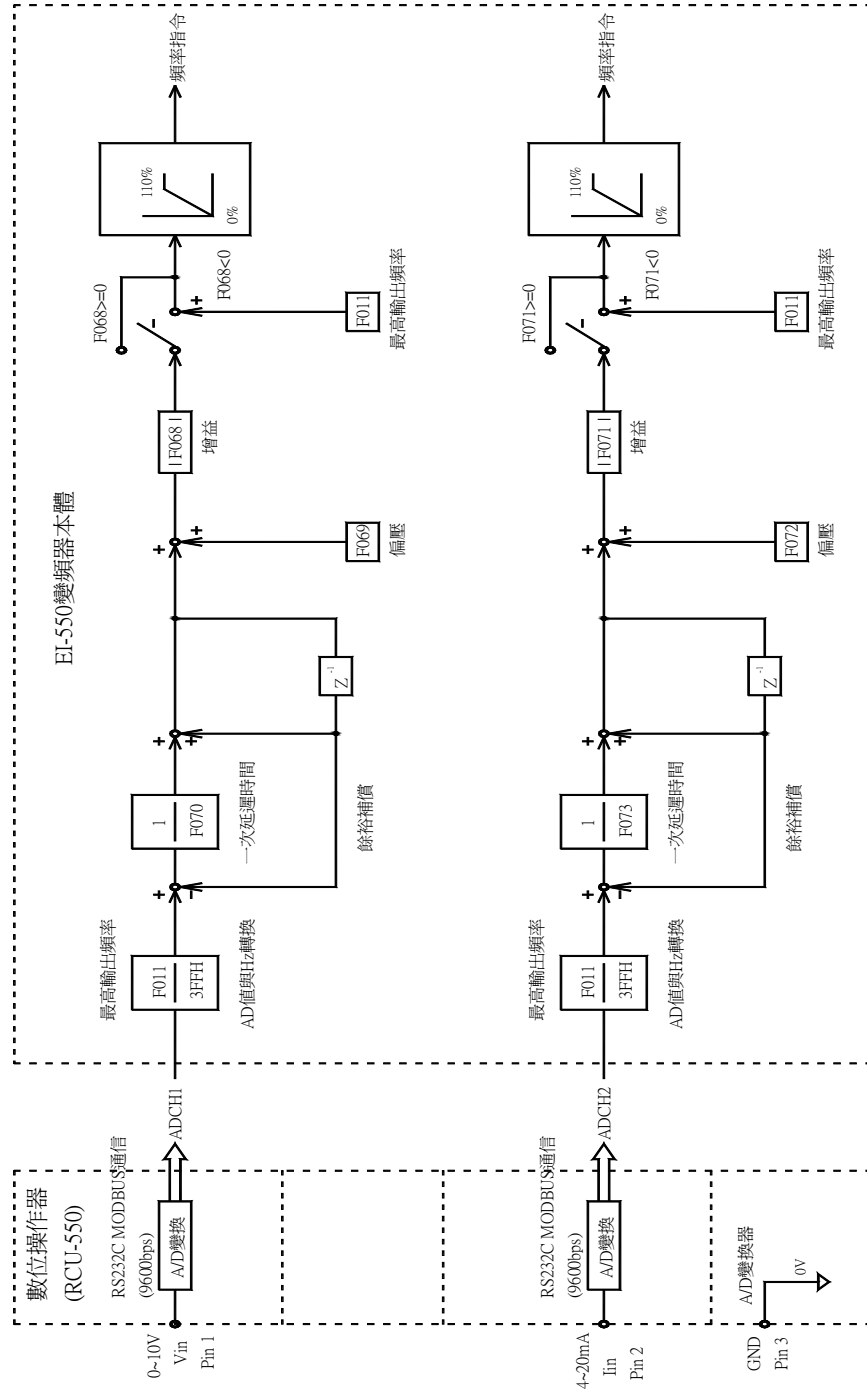 數位操作器
(RCU-550)
EI-550變頻器本體
0~10V
Vin
Pin 1
RS232C MODBUS通信
(9600bps)
A/D變換
ADCH1
最高輸出頻率
F011
3FFH
AD值與Hz轉換
+
-
1
F070
一次延遲時間
+
+
Z⁻¹
餘裕補償
+
+
F069
偏壓
|F068|
增益
F068>=0
-
+
F068<0
F011
最高輸出頻率
110%
0%
頻率指令
4~20mA
Iin
Pin 2
RS232C MODBUS通信
(9600bps)
A/D變換
ADCH2
最高輸出頻率
F011
3FFH
AD值與Hz轉換
+
-
1
F073
一次延遲時間
+
+
Z⁻¹
餘裕補償
+
+
F072
偏壓
|F071|
增益
F071>=0
-
+
F071<0
F011
最高輸出頻率
110%
0%
頻率指令
GND
Pin 3
A/D變換器
0V